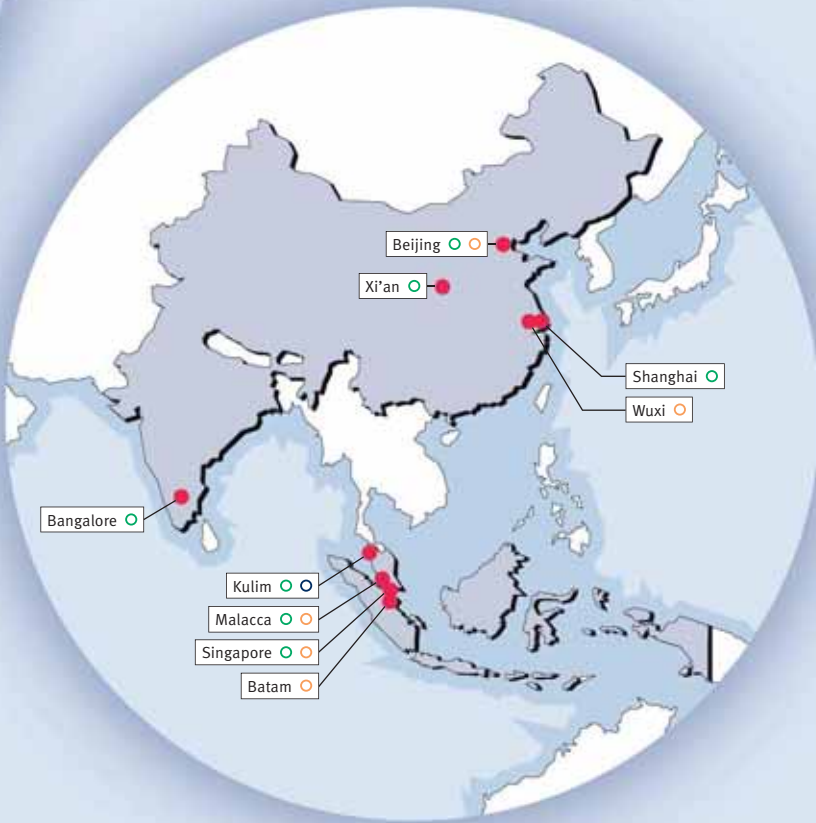 Beijing
Xi'an
Shanghai
Wuxi
Bangalore
Kulim
Malacca
Singapore
Batam